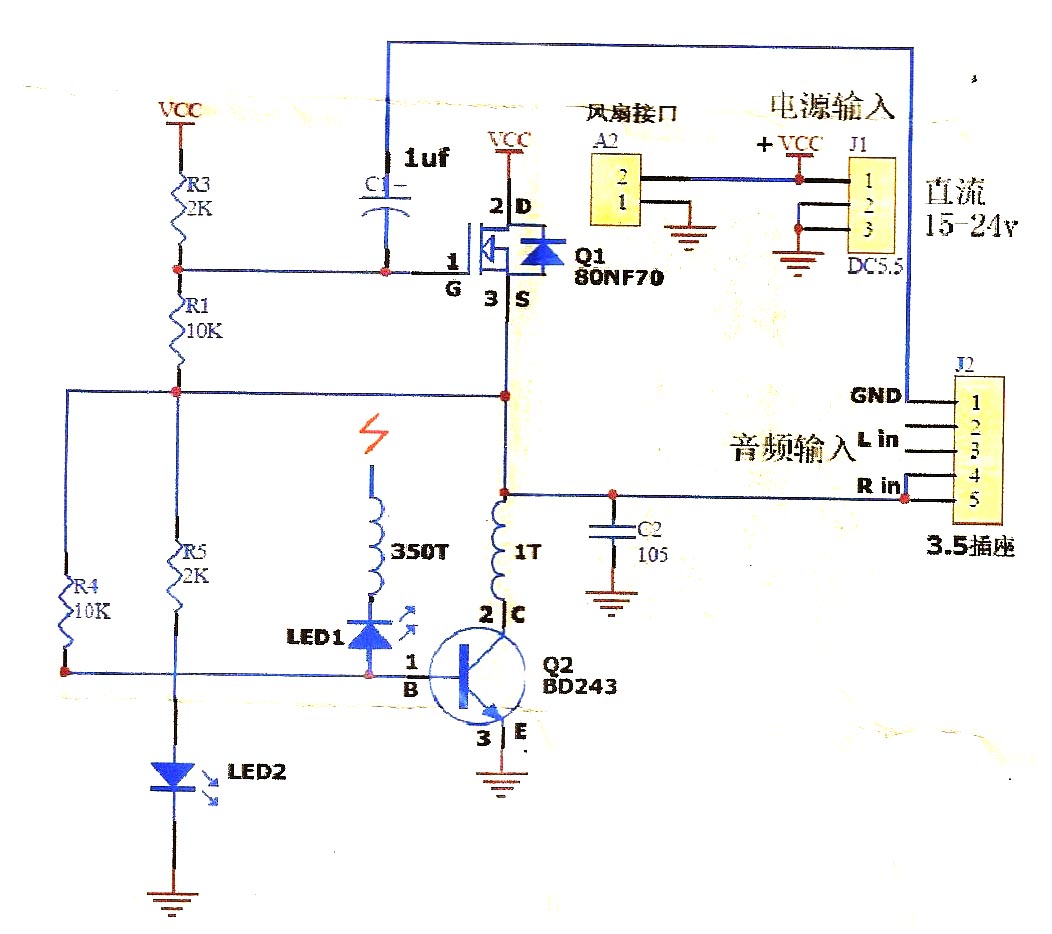 风扇接口
电源输入
VCC
1uf
VCC
A2
+ VCC
J1
R3
2K
C1
2
1
1
2
3
直流
15-24v
2 D
1
G
Q1
80NF70
3 S
DC5.5
R1
10K
J2
GND
1
2
L in
3
音频输入
4
R in
5
3.5插座
350T
1T
C2
105
R5
2K
R4
10K
2 C
LED1
1
B
Q2
BD243
3 E
LED2